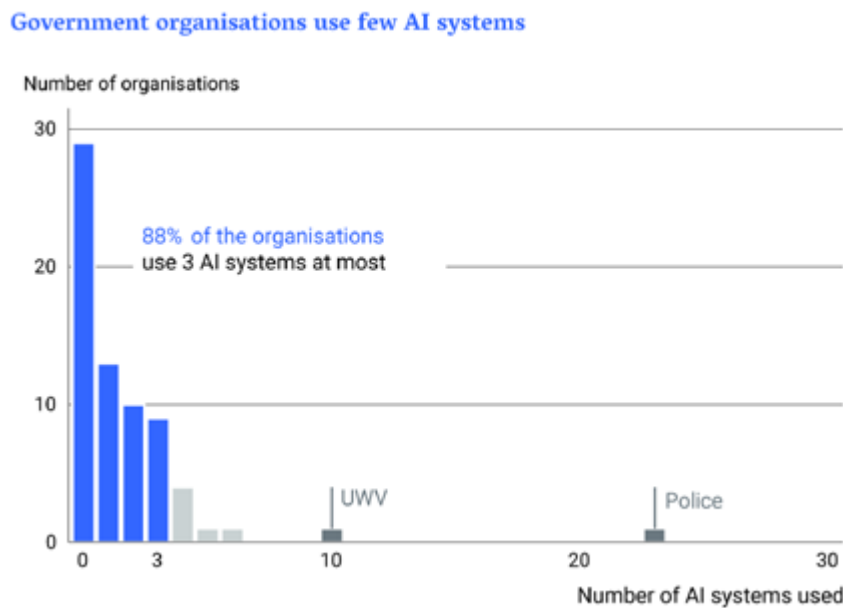 Government organisations use few AI systems
Number of organisations
30
88% of the organisations
use 3 AI systems at most
20
10
UWV
Police
0
0 3 10 20 30
Number of AI systems used